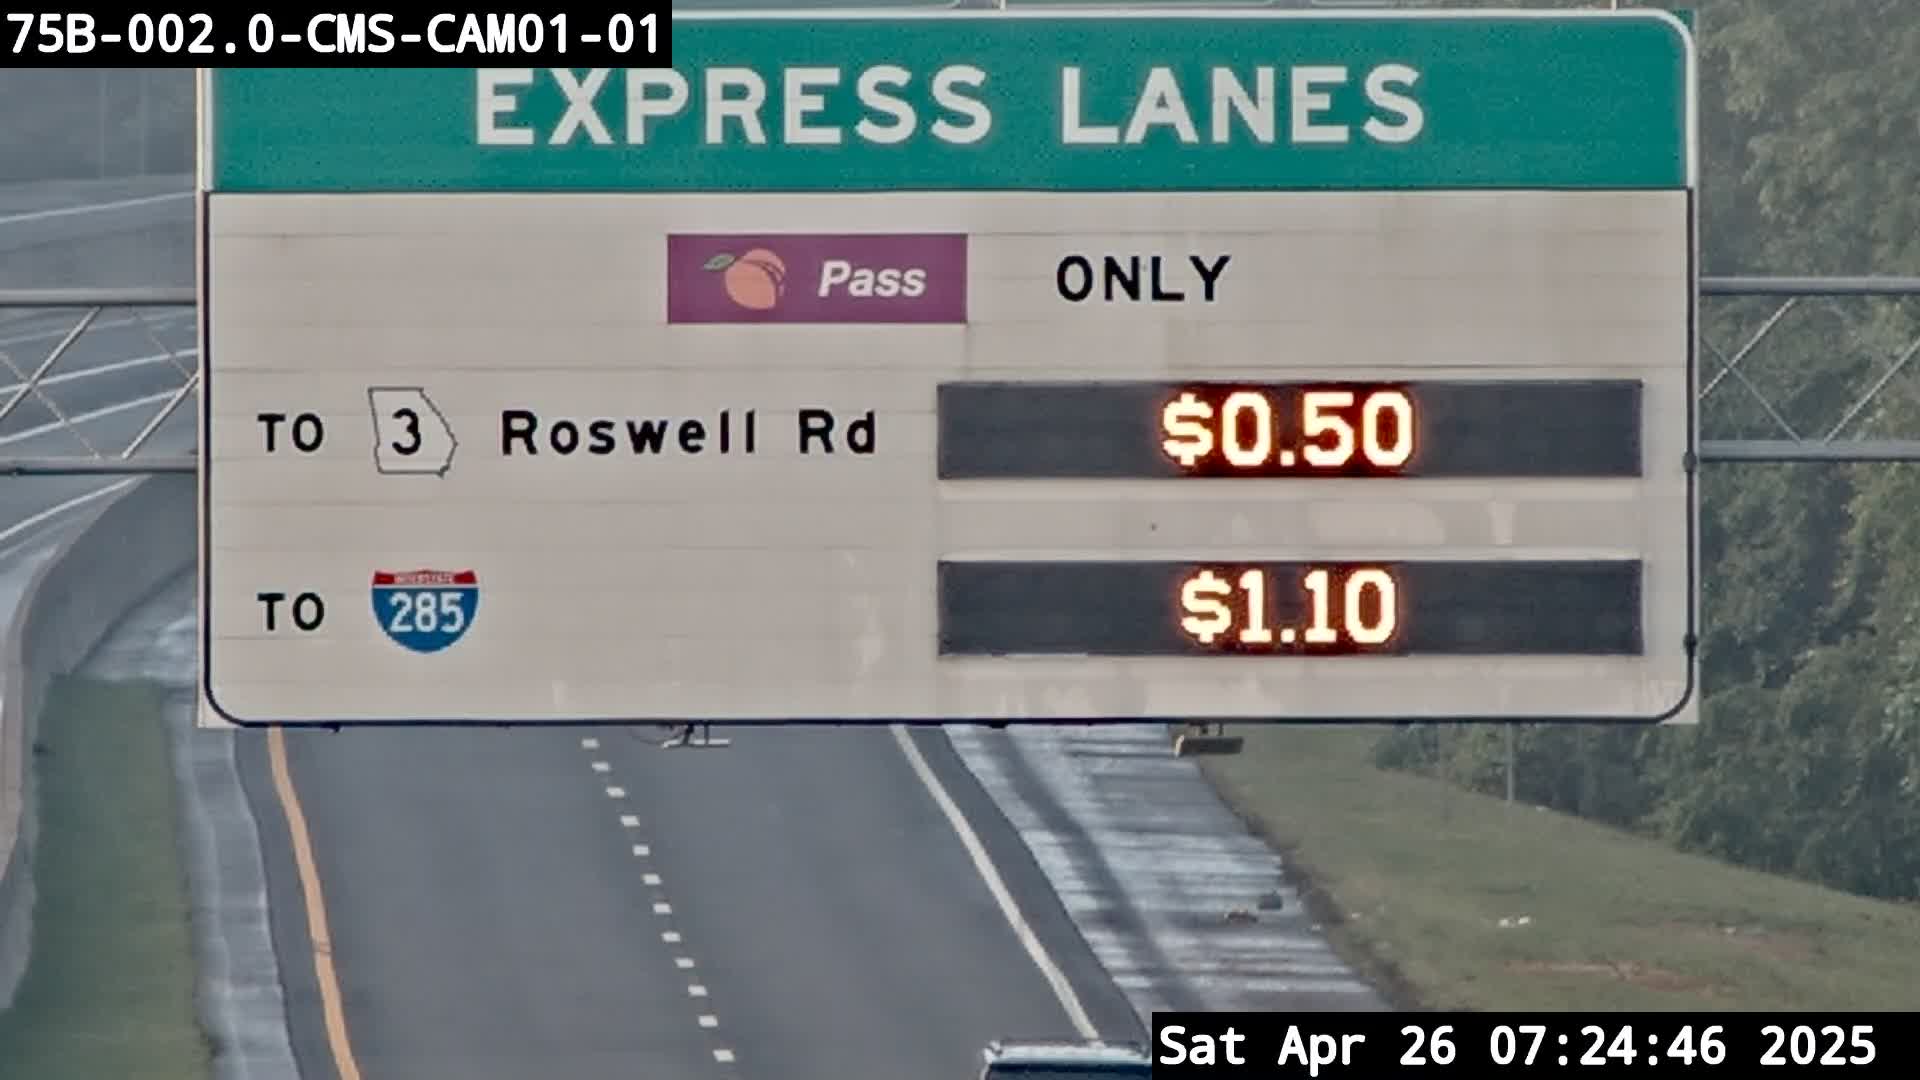 75B-002.0-CMS-CAM01-01
EXPRESS LANES
Pass ONLY
TO 3 Roswell Rd $0.50
TO INTERSTATE 285 $1.10
Sat Apr 26 07:24:46 2025